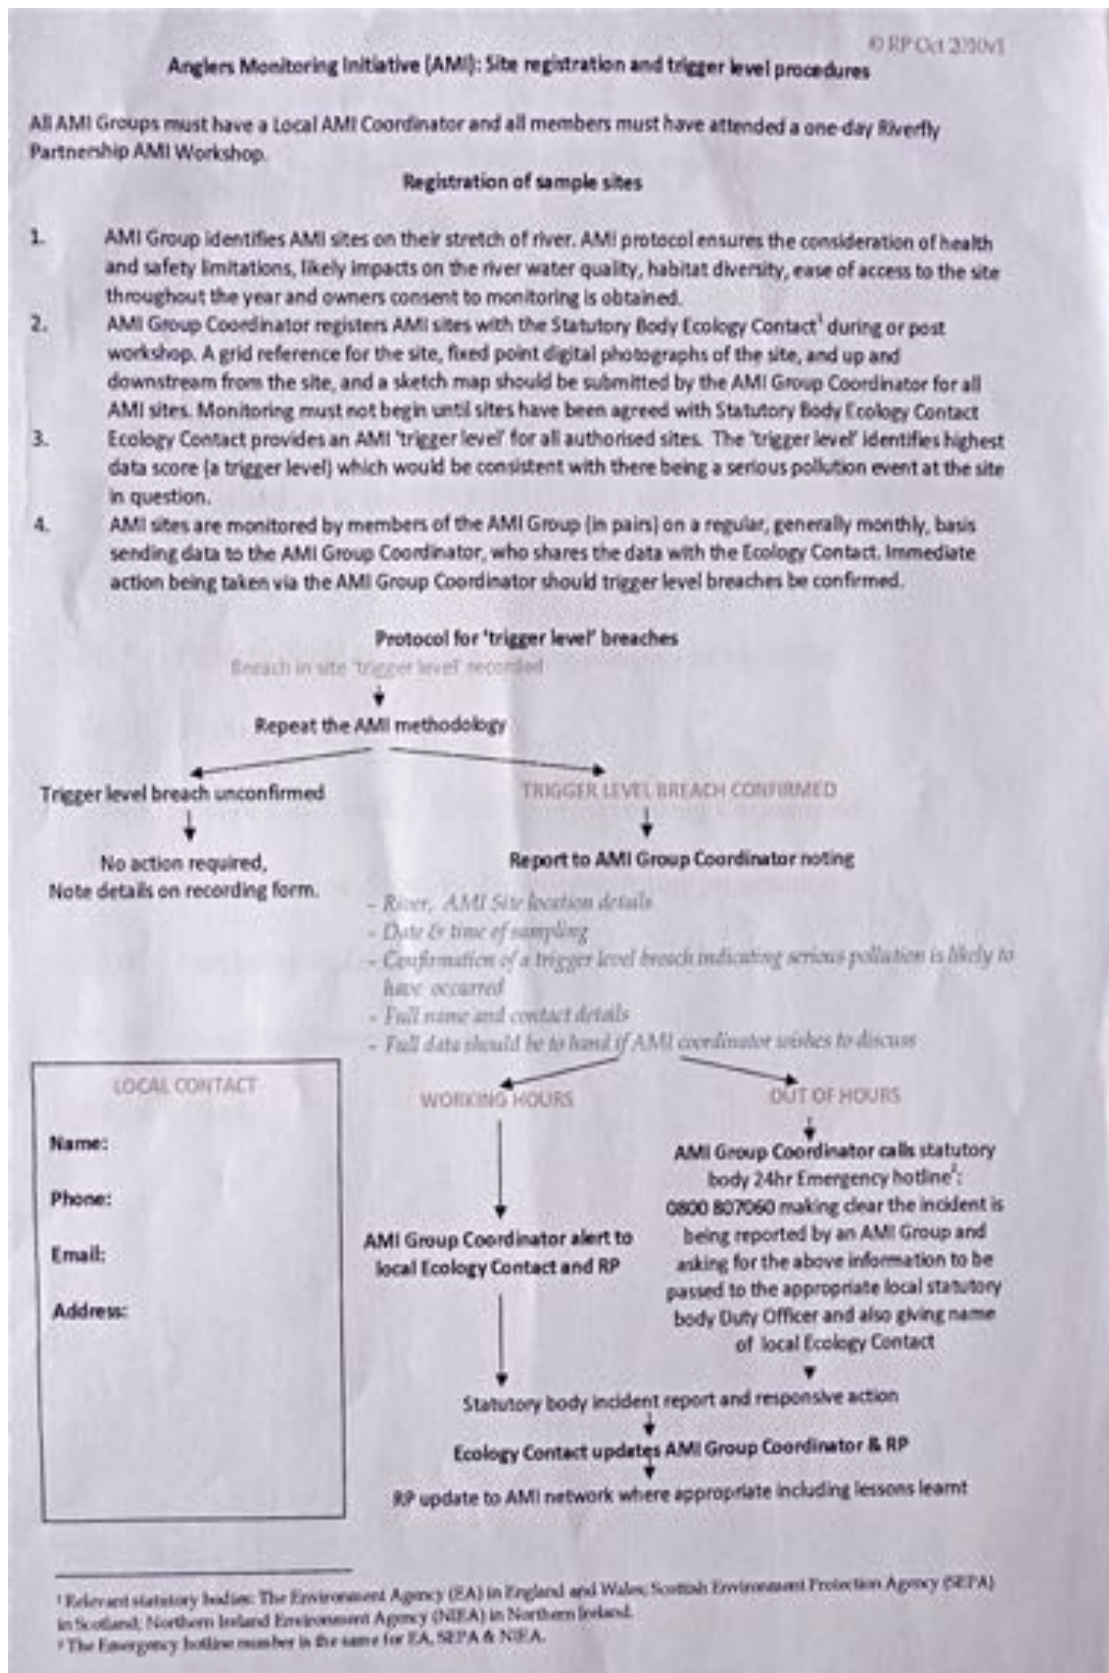 © RP Oct 2010v1
Anglers Monitoring Initiative (AMI): Site registration and trigger level procedures
All AMI Groups must have a Local AMI Coordinator and all members must have attended a one-day Riverfly
Partnership AMI Workshop.
Registration of sample sites
1. AMI Group identifies AMI sites on their stretch of river. AMI protocol ensures the consideration of health
and safety limitations, likely impacts on the river water quality, habitat diversity, ease of access to the site
throughout the year and owners consent to monitoring is obtained.
2. AMI Group Coordinator registers AMI sites with the Statutory Body Ecology Contact¹ during or post
workshop. A grid reference for the site, fixed point digital photographs of the site, and up and
downstream from the site, and a sketch map should be submitted by the AMI Group Coordinator for all
AMI sites. Monitoring must not begin until sites have been agreed with Statutory Body Ecology Contact
3. Ecology Contact provides an AMI 'trigger level' for all authorised sites. The 'trigger level' identifies highest
data score (a trigger level) which would be consistent with there being a serious pollution event at the site
in question.
4. AMI sites are monitored by members of the AMI Group (in pairs) on a regular, generally monthly, basis
sending data to the AMI Group Coordinator, who shares the data with the Ecology Contact. Immediate
action being taken via the AMI Group Coordinator should trigger level breaches be confirmed.
Protocol for 'trigger level' breaches
Breach in site 'trigger level' recorded
Repeat the AMI methodology
Trigger level breach unconfirmed
No action required,
Note details on recording form.
TRIGGER LEVEL BREACH CONFIRMED
Report to AMI Group Coordinator noting
- River, AMI Site location details
- Date & time of sampling
- Confirmation of a trigger level breach indicating serious pollution is likely to
have occurred
- Full name and contact details
- Full data should be to hand if AMI coordinator wishes to discuss
LOCAL CONTACT
Name:
Phone:
Email:
Address:
WORKING HOURS
AMI Group Coordinator alert to
local Ecology Contact and RP
OUT OF HOURS
AMI Group Coordinator calls statutory
body 24hr Emergency hotline²:
0800 807060 making clear the incident is
being reported by an AMI Group and
asking for the above information to be
passed to the appropriate local statutory
body Duty Officer and also giving name
of local Ecology Contact
Statutory body incident report and responsive action
Ecology Contact updates AMI Group Coordinator & RP
RP update to AMI network where appropriate including lessons learnt
¹ Relevant statutory bodies: The Environment Agency (EA) in England and Wales; Scottish Environment Protection Agency (SEPA)
in Scotland; Northern Ireland Environment Agency (NIEA) in Northern Ireland.
² The Emergency hotline number is the same for EA, SEPA & NIEA.